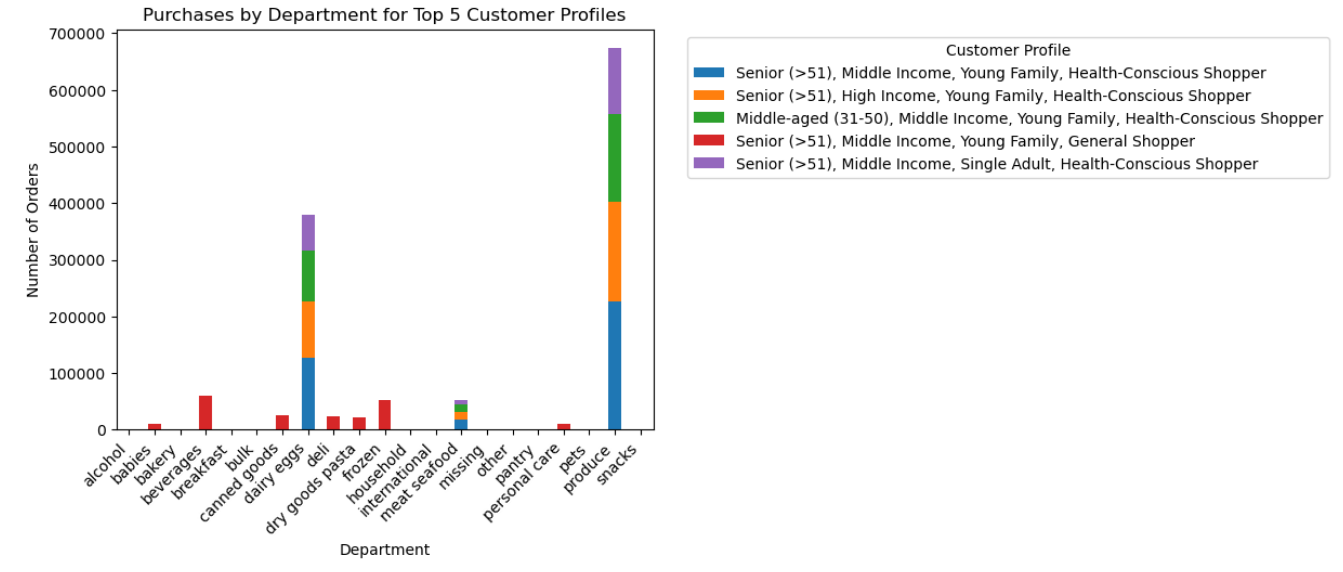 Purchases by Department for Top 5 Customer Profiles
700000
600000
500000
400000
300000
200000
100000
0
Number of Orders
alcohol
babies
bakery
beverages
breakfast
bulk
canned goods
dairy eggs
deli
dry goods pasta
frozen
household
international
meat seafood
missing
other
pantry
personal care
pets
produce
snacks
Department
Customer Profile
Senior (>51), Middle Income, Young Family, Health-Conscious Shopper
Senior (>51), High Income, Young Family, Health-Conscious Shopper
Middle-aged (31-50), Middle Income, Young Family, Health-Conscious Shopper
Senior (>51), Middle Income, Young Family, General Shopper
Senior (>51), Middle Income, Single Adult, Health-Conscious Shopper